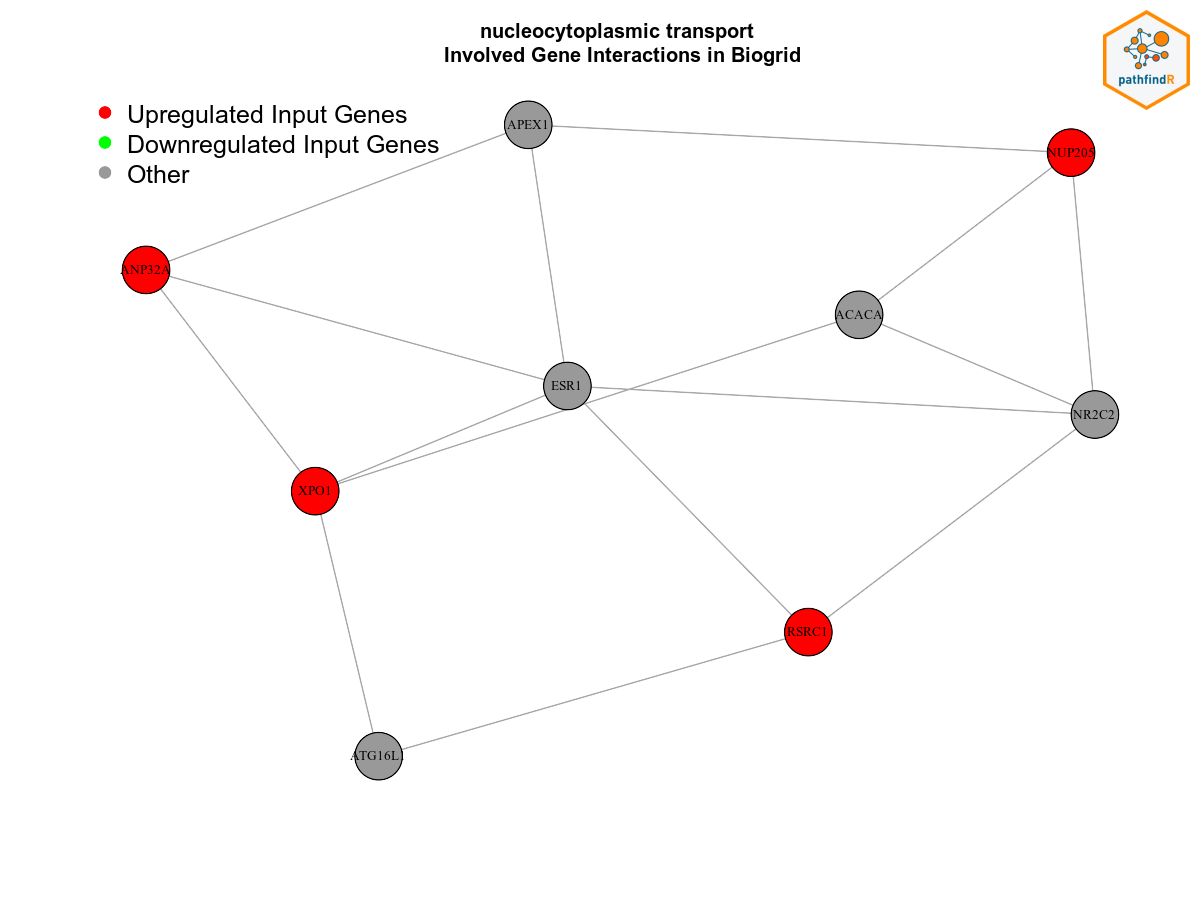 nucleocytoplasmic transport
Involved Gene Interactions in Biogrid
pathfindR
Upregulated Input Genes
Downregulated Input Genes
Other
APEX1
NUP205
ANP32A
ACACA
ESR1
NR2C2
XPO1
RSRC1
ATG16L1